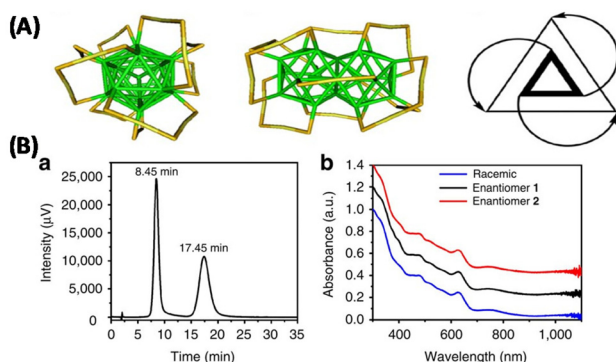 (A)
(B)
a
Intensity (μV)
25,000
20,000
15,000
10,000
5,000
0
8.45 min
17.45 min
0 5 10 15 20 25 30 35
Time (min)
b
Absorbance (a.u.)
1.4
1.2
1.0
0.8
0.6
0.4
0.2
0.0
Racemic
Enantiomer 1
Enantiomer 2
400 600 800 1,000
Wavelength (nm)